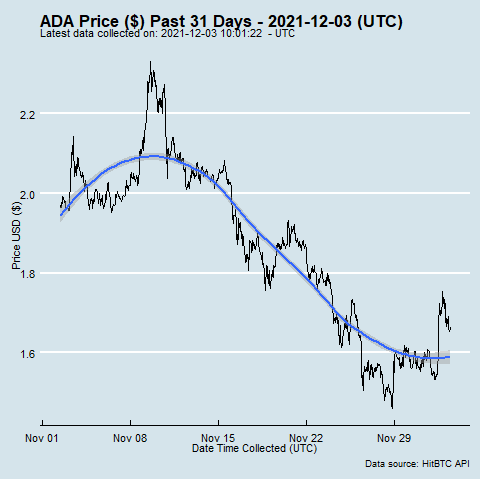 ADA Price ($) Past 31 Days - 2021-12-03 (UTC)
Latest data collected on: 2021-12-03 10:01:22 - UTC
2.2
2.0
1.8
1.6
Price USD ($)
Nov 01 Nov 08 Nov 15 Nov 22 Nov 29
Date Time Collected (UTC)
Data source: HitBTC API